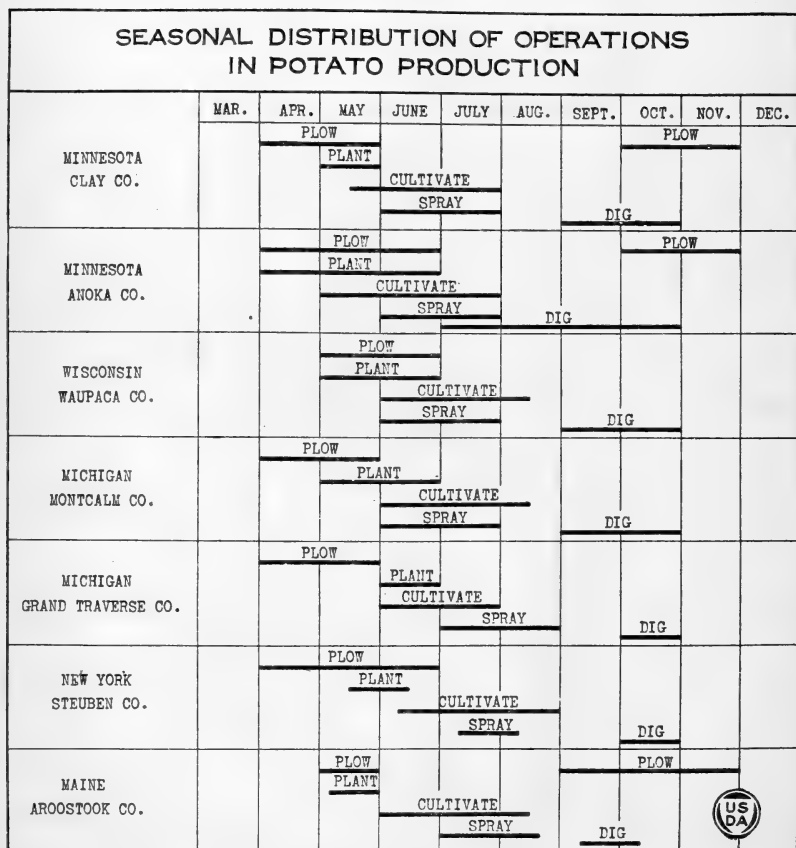 SEASONAL DISTRIBUTION OF OPERATIONS
IN POTATO PRODUCTION
MAR. APR. MAY JUNE JULY AUG. SEPT. OCT. NOV. DEC.
MINNESOTA
CLAY CO.
PLOW PLOW
PLANT
CULTIVATE
SPRAY
DIG
MINNESOTA
ANOKA CO.
PLOW PLOW
PLANT
CULTIVATE
SPRAY
DIG
WISCONSIN
WAUPACA CO.
PLOW
PLANT
CULTIVATE
SPRAY
DIG
MICHIGAN
MONTCALM CO.
PLOW
PLANT
CULTIVATE
SPRAY
DIG
MICHIGAN
GRAND TRAVERSE CO.
PLOW
PLANT
CULTIVATE
SPRAY
DIG
NEW YORK
STEUBEN CO.
PLOW
PLANT
CULTIVATE
SPRAY
DIG
MAINE
AROOSTOOK CO.
PLOW PLOW
PLANT
CULTIVATE
SPRAY
DIG
US
DA